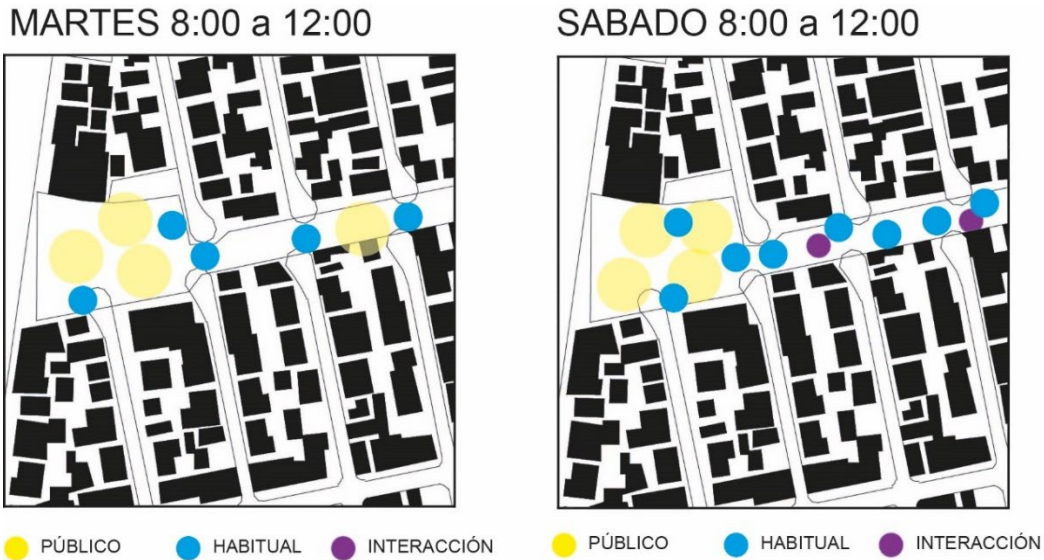 MARTES 8:00 a 12:00
SABADO 8:00 a 12:00
PÚBLICO HABITUAL INTERACCIÓN
PÚBLICO HABITUAL INTERACCIÓN